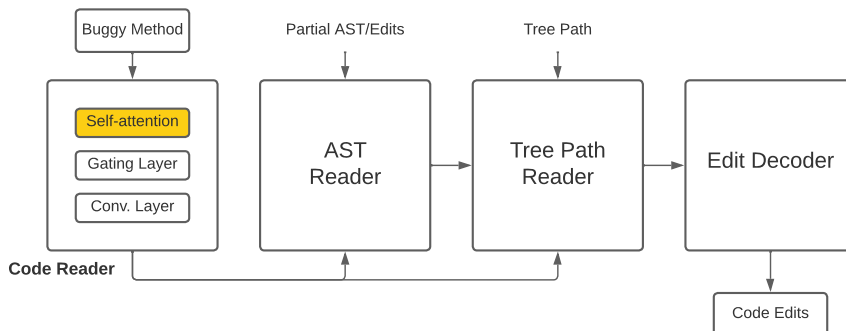 Buggy Method
Partial AST/Edits
Tree Path
Self-attention
Gating Layer
Conv. Layer
Code Reader
AST
Reader
Tree Path
Reader
Edit Decoder
Code Edits